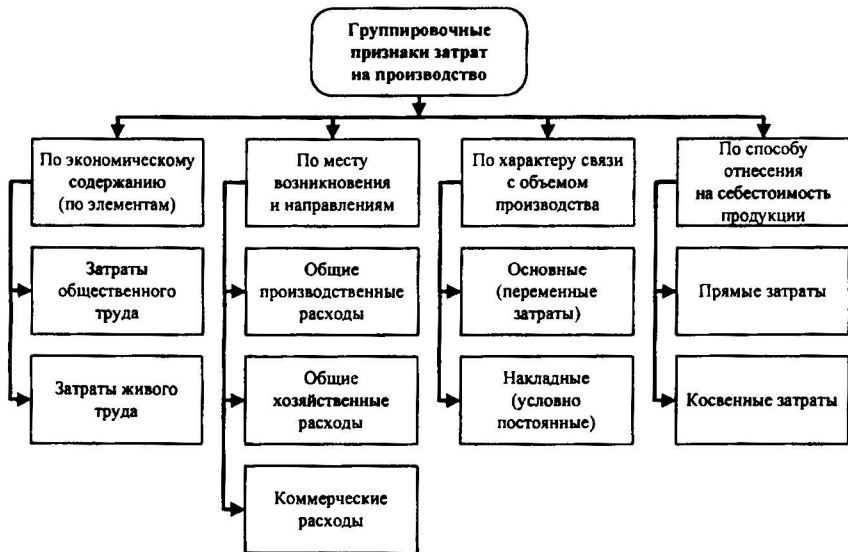 Группировочные
признаки затрат
на производство
По экономическому
содержанию
(по элементам)
Затраты
общественного
труда
Затраты живого
труда
По месту
возникновения
и направлениям
Общие
производственные
расходы
Общие
хозяйственные
расходы
Коммерческие
расходы
По характеру связи
с объемом
производства
Основные
(переменные
затраты)
Накладные
(условно
постоянные)
По способу
отнесения
на себестоимость
продукции
Прямые затраты
Косвенные затраты